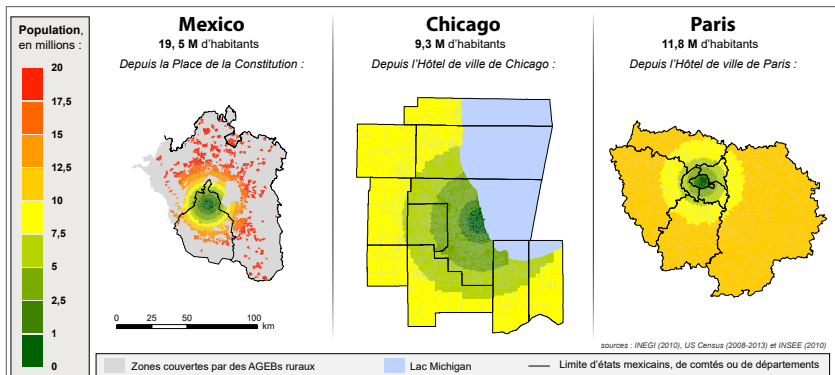 Population,
en millions :
20
17,5
15
12,5
10
7,5
5
2,5
1
0
Mexico
19, 5 M d'habitants
Depuis la Place de la Constitution :
0 25 50 100
km
Chicago
9,3 M d'habitants
Depuis l'Hôtel de ville de Chicago :
Paris
11,8 M d'habitants
Depuis l'Hôtel de ville de Paris :
sources : INEGI (2010), US Census (2008-2013) et INSEE (2010)
Zones couvertes par des AGEBs ruraux
Lac Michigan
Limite d'états mexicains, de comtés ou de départements